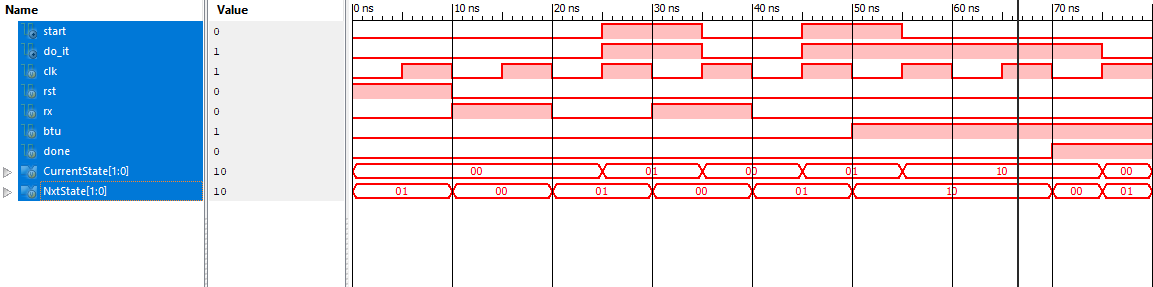 Name Value 0 ns 10 ns 20 ns 30 ns 40 ns 50 ns 60 ns 70 ns
start 0
do_it 1
clk 1
rst 0
rx 0
btu 1
done 0
CurrentState[1:0] 10 00 01 00 01 10 00
NxtState[1:0] 10 01 00 01 00 01 10 00 01